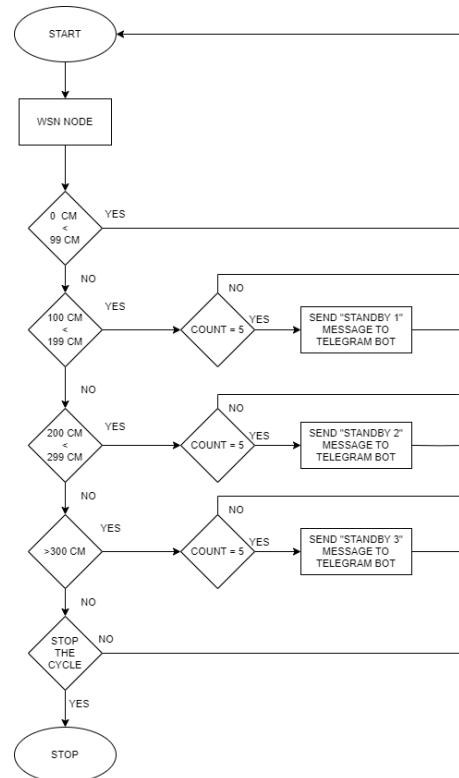 START
WSN NODE
0 CM
<
99 CM
YES
NO
100 CM
<
199 CM
YES
COUNT = 5
NO
YES
SEND "STANDBY 1"
MESSAGE TO
TELEGRAM BOT
NO
200 CM
<
299 CM
YES
COUNT = 5
NO
YES
SEND "STANDBY 2"
MESSAGE TO
TELEGRAM BOT
NO
>300 CM
YES
COUNT = 5
NO
YES
SEND "STANDBY 3"
MESSAGE TO
TELEGRAM BOT
NO
STOP
THE
CYCLE
NO
YES
STOP